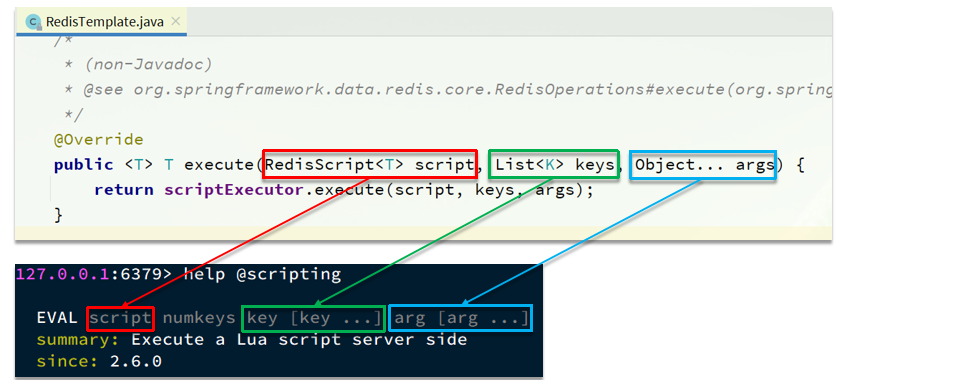 RedisTemplate.java
/*
* (non-Javadoc)
* @see org.springframework.data.redis.core.RedisOperations#execute(org.spring
*/
@Override
public <T> T execute(RedisScript<T> script, List<K> keys, Object... args) {
return scriptExecutor.execute(script, keys, args);
}
127.0.0.1:6379> help @scripting
EVAL script numkeys key [key ...] arg [arg ...]
summary: Execute a Lua script server side
since: 2.6.0